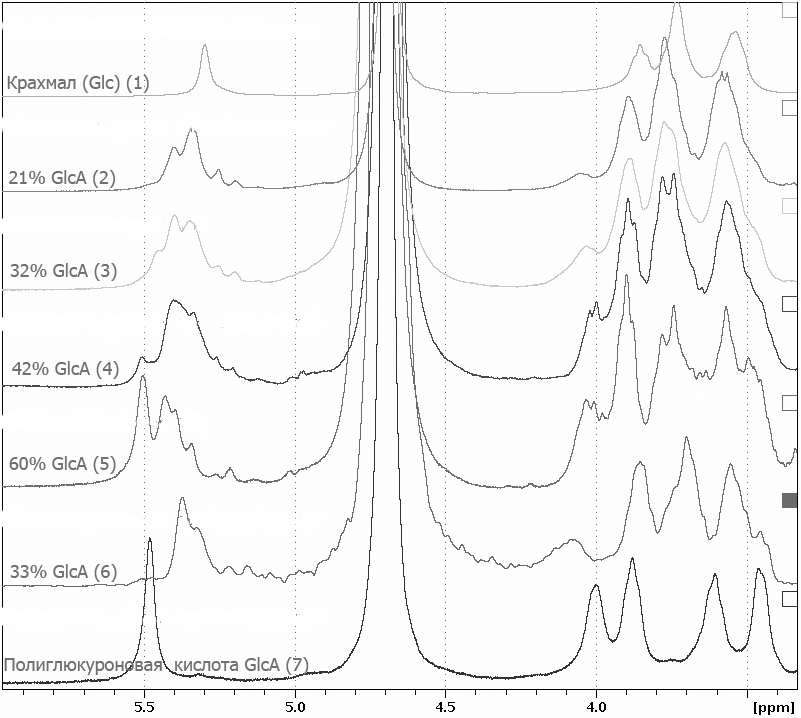 Крахмал (Glc) (1)
21% GlcA (2)
32% GlcA (3)
42% GlcA (4)
60% GlcA (5)
33% GlcA (6)
Полиглюкуроновая кислота GlcA (7)
5.5 5.0 4.5 4.0 [ppm]